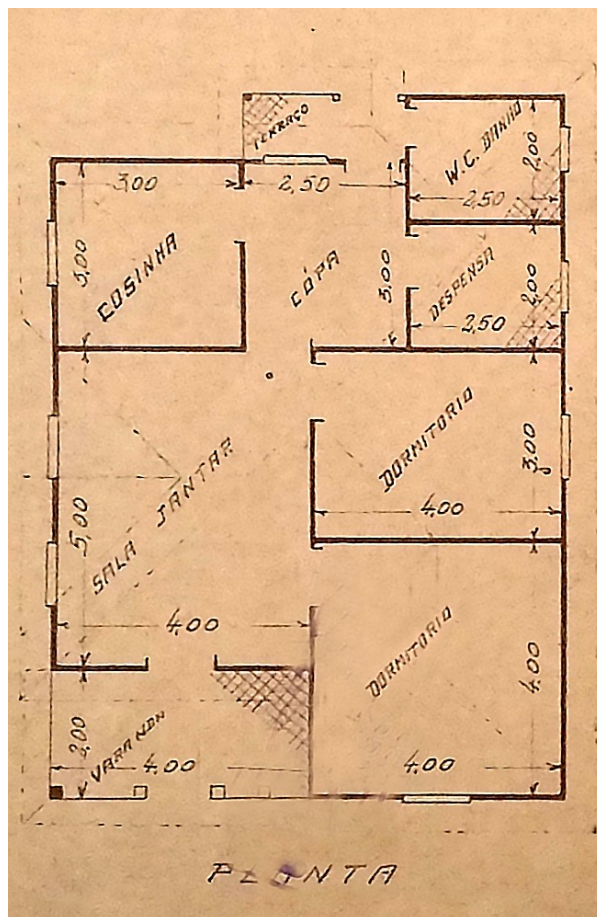 TERRAÇO
W.C. BANHO
2,00
2,50
3,00
2,50
3,00
COSINHA
CÓPA
3,00
DESPENSA
2,00
2,50
DORMITORIO
3,00
4,00
SALA JANTAR
5,00
4,00
DORMITORIO
4,00
4,00
VARANDA
2,00
4,00
PLANTA